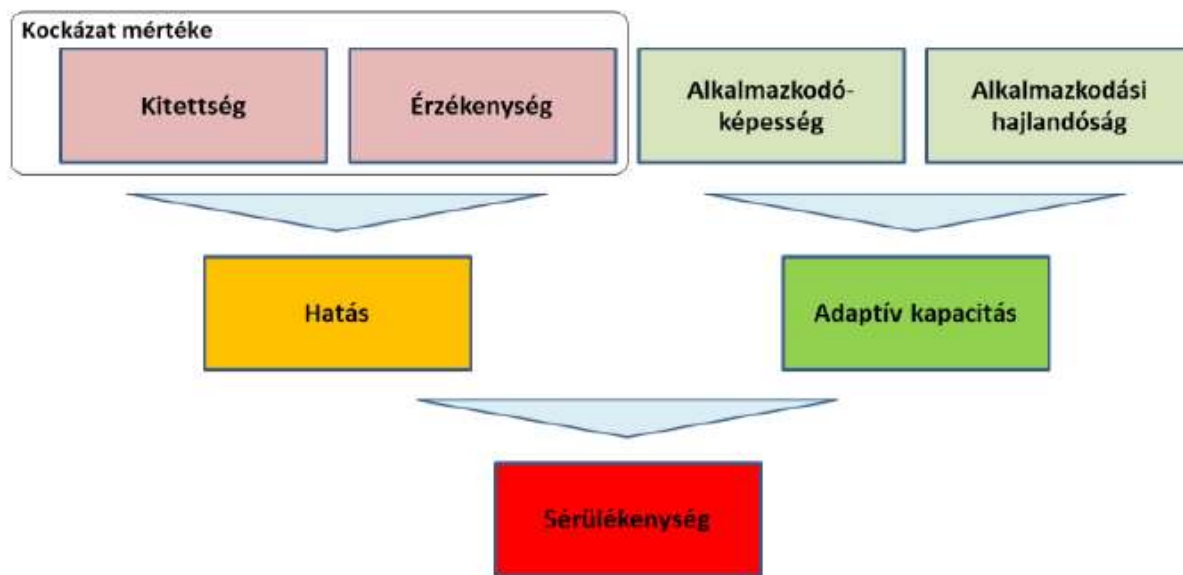 Kockázat mértéke
Kitettség
Érzékenység
Alkalmazkodó-
képesség
Alkalmazkodási
hajlandóság
Hatás
Adaptív kapacitás
Sérülékenység